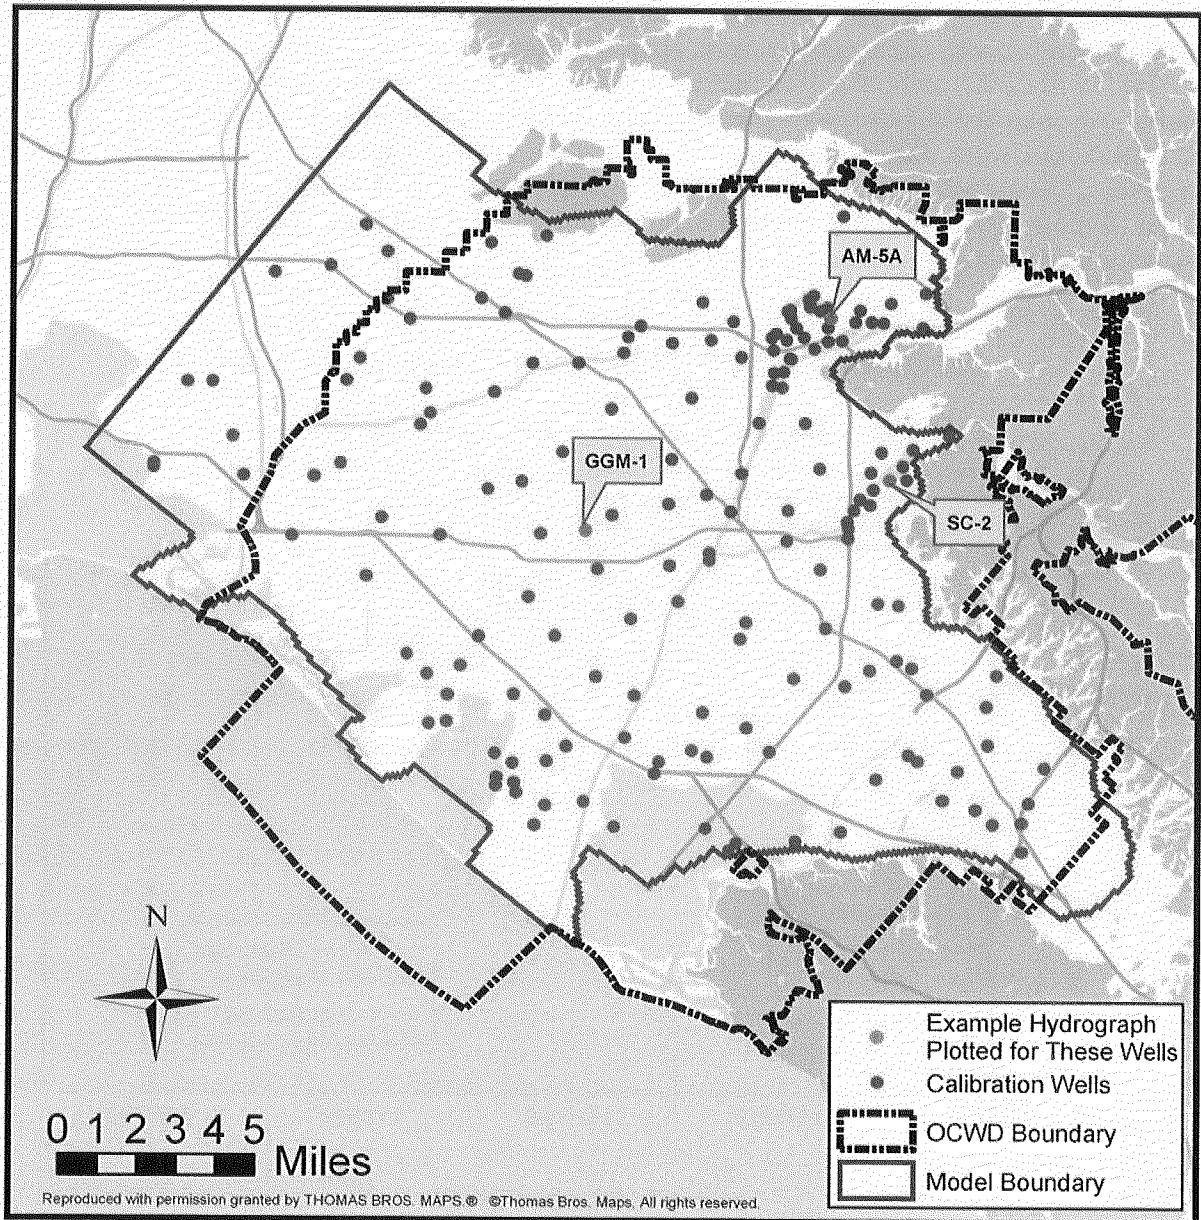 AM-5A
GGM-1
SC-2
N
Example Hydrograph
Plotted for These Wells
Calibration Wells
OCWD Boundary
Model Boundary
0 1 2 3 4 5
Miles
Reproduced with permission granted by THOMAS BROS. MAPS.® ©Thomas Bros. Maps. All rights reserved.